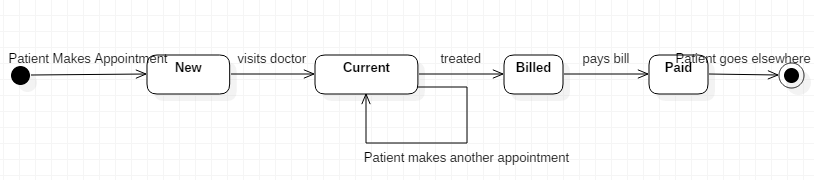 Patient Makes Appointment
New
visits doctor
Current
treated
Billed
pays bill
Paid
Patient goes elsewhere
Patient makes another appointment